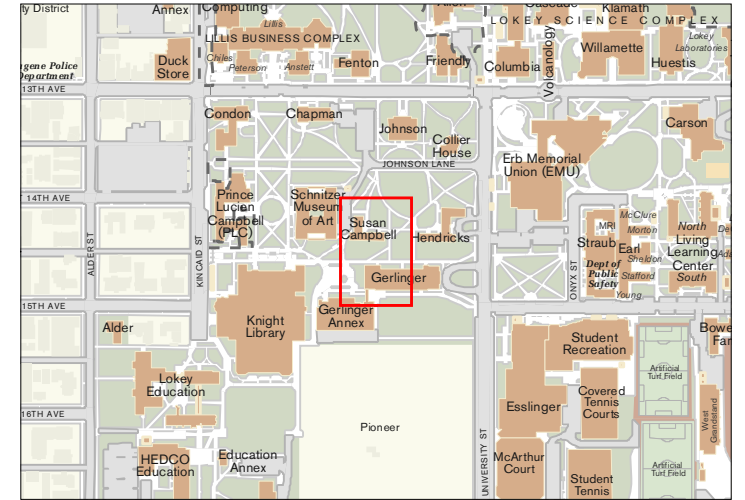 ty District
Annex
Computing
Lillis
LILLIS BUSINESS COMPLEX
Klamath
LOKEY SCIENCE COMPLEX
Willamette
Lokey
Laboratories
Huestis
Volcanology
Columbia
Friendly
Fenton
Chiles
Peterson
Anstett
Duck
Store
gene Police
Department
13TH AVE
Condon
Chapman
Johnson
Collier
House
JOHNSON LANE
Erb Memorial
Union (EMU)
Carson
14TH AVE
Prince
Lucien
Campbell
(PLC)
Schnitzer
Museum
of Art
Susan
Campbell
Hendricks
Gerlinger
ALDER ST
KINCAID ST
ONYX ST
MRI
Straub
McClure
Morton
Earl
Sheldon
Stafford
Young
Dept of
Public
Safety
North
Living
Learning
Center
South
15TH AVE
Alder
Knight
Library
Gerlinger
Annex
Student
Recreation
Artificial
Turf Field
Bowe
Lokey
Education
Esslinger
Covered
Tennis
Courts
West
Grandstand
16TH AVE
Pioneer
UNIVERSITY ST
HEDCO
Education
Education
Annex
McArthur
Court
Student
Tennis
Artificial
Turf Field